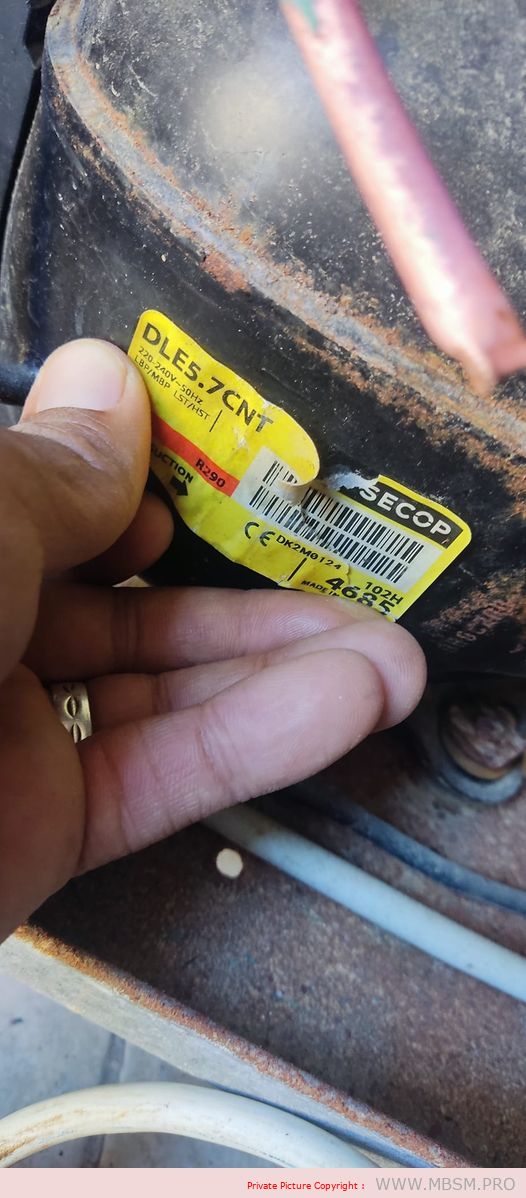 DLE5.7CNT
220-240V~50Hz
LBP/MBP LST/HST
UCTION
R290
SECOP
CE DK2M0124 102H
4685
MADE IN
Private Picture Copyright : WWW.MBSM.PRO